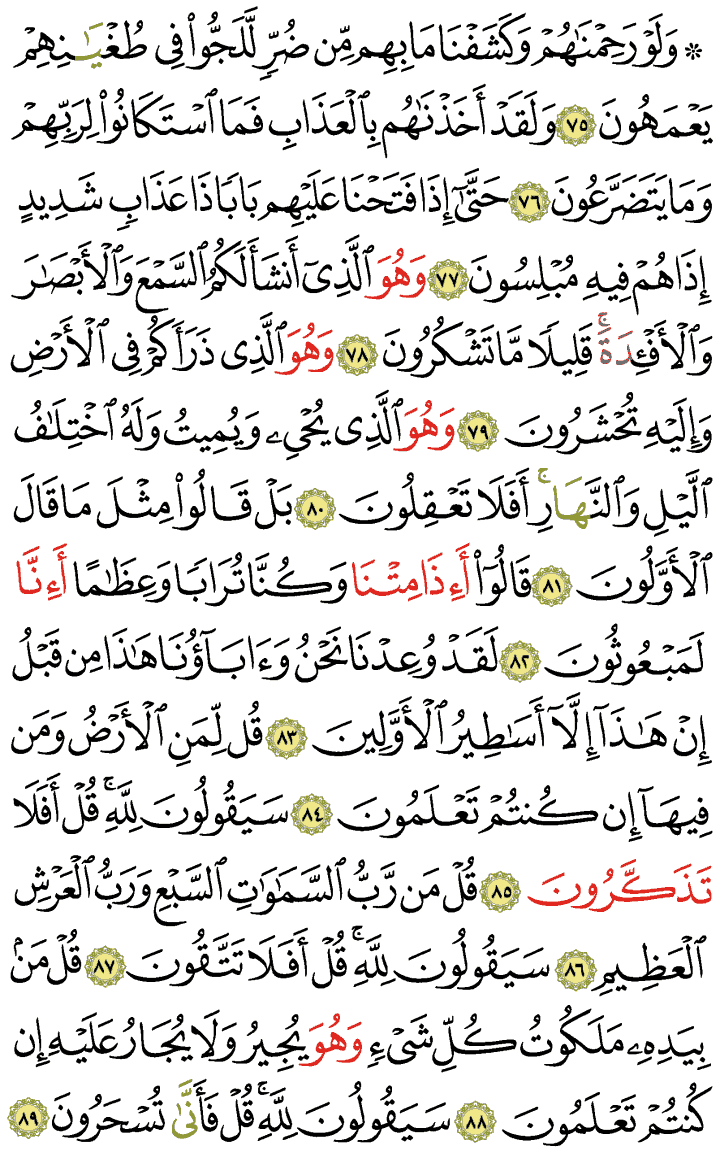 ۞ وَلَوْ رَحِمْنَٰهُمْ وَكَشَفْنَا مَا بِهِم مِّن ضُرٍّ لَّلَجُّوا۟ فِى طُغْيَٰنِهِمْ
يَعْمَهُونَ ٧٥ وَلَقَدْ أَخَذْنَٰهُم بِٱلْعَذَابِ فَمَا ٱسْتَكَانُوا۟ لِرَبِّهِمْ
وَمَا يَتَضَرَّعُونَ ٧٦ حَتَّىٰٓ إِذَا فَتَحْنَا عَلَيْهِم بَابًا ذَا عَذَابٍ شَدِيدٍ
إِذَا هُمْ فِيهِ مُبْلِسُونَ ٧٧ وَهُوَ ٱلَّذِىٓ أَنشَأَ لَكُمُ ٱلسَّمْعَ وَٱلْأَبْصَٰرَ
وَٱلْأَفْـِٔدَةَ ۚ قَلِيلًا مَّا تَشْكُرُونَ ٧٨ وَهُوَ ٱلَّذِى ذَرَأَكُمْ فِى ٱلْأَرْضِ
وَإِلَيْهِ تُحْشَرُونَ ٧٩ وَهُوَ ٱلَّذِى يُحْىِۦ وَيُمِيتُ وَلَهُ ٱخْتِلَٰفُ
ٱلَّيْلِ وَٱلنَّهَارِ ۚ أَفَلَا تَعْقِلُونَ ٨٠ بَلْ قَالُوا۟ مِثْلَ مَا قَالَ
ٱلْأَوَّلُونَ ٨١ قَالُوٓا۟ أَءِذَا مِتْنَا وَكُنَّا تُرَابًا وَعِظَٰمًا أَءِنَّا
لَمَبْعُوثُونَ ٨٢ لَقَدْ وُعِدْنَا نَحْنُ وَءَابَآؤُنَا هَٰذَا مِن قَبْلُ
إِنْ هَٰذَآ إِلَّآ أَسَٰطِيرُ ٱلْأَوَّلِينَ ٨٣ قُل لِّمَنِ ٱلْأَرْضُ وَمَن
فِيهَآ إِن كُنتُمْ تَعْلَمُونَ ٨٤ سَيَقُولُونَ لِلَّهِ ۚ قُلْ أَفَلَا
تَذَّكَّرُونَ ٨٥ قُلْ مَن رَّبُّ ٱلسَّمَٰوَٰتِ ٱلسَّبْعِ وَرَبُّ ٱلْعَرْشِ
ٱلْعَظِيمِ ٨٦ سَيَقُولُونَ لِلَّهِ ۚ قُلْ أَفَلَا تَتَّقُونَ ٨٧ قُلْ مَنۢ
بِيَدِهِۦ مَلَكُوتُ كُلِّ شَىْءٍ وَهُوَ يُجِيرُ وَلَا يُجَارُ عَلَيْهِ إِن
كُنتُمْ تَعْلَمُونَ ٨٨ سَيَقُولُونَ لِلَّهِ ۚ قُلْ فَأَنَّىٰ تُسْحَرُونَ ٨٩